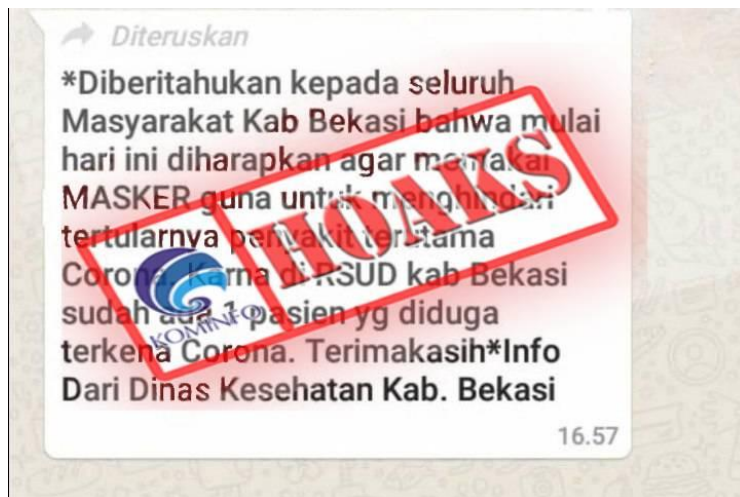 Diteruskan
*Diberitahukan kepada seluruh
Masyarakat Kab Bekasi bahwa mulai
hari ini diharapkan agar memakai
MASKER guna untuk menghindari
tertularnya penyakit terutama
Corona. Karna di RSUD kab Bekasi
sudah ada 1 pasien yg diduga
terkena Corona. Terimakasih*Info
Dari Dinas Kesehatan Kab. Bekasi
16.57
KOMINFO
HOAKS